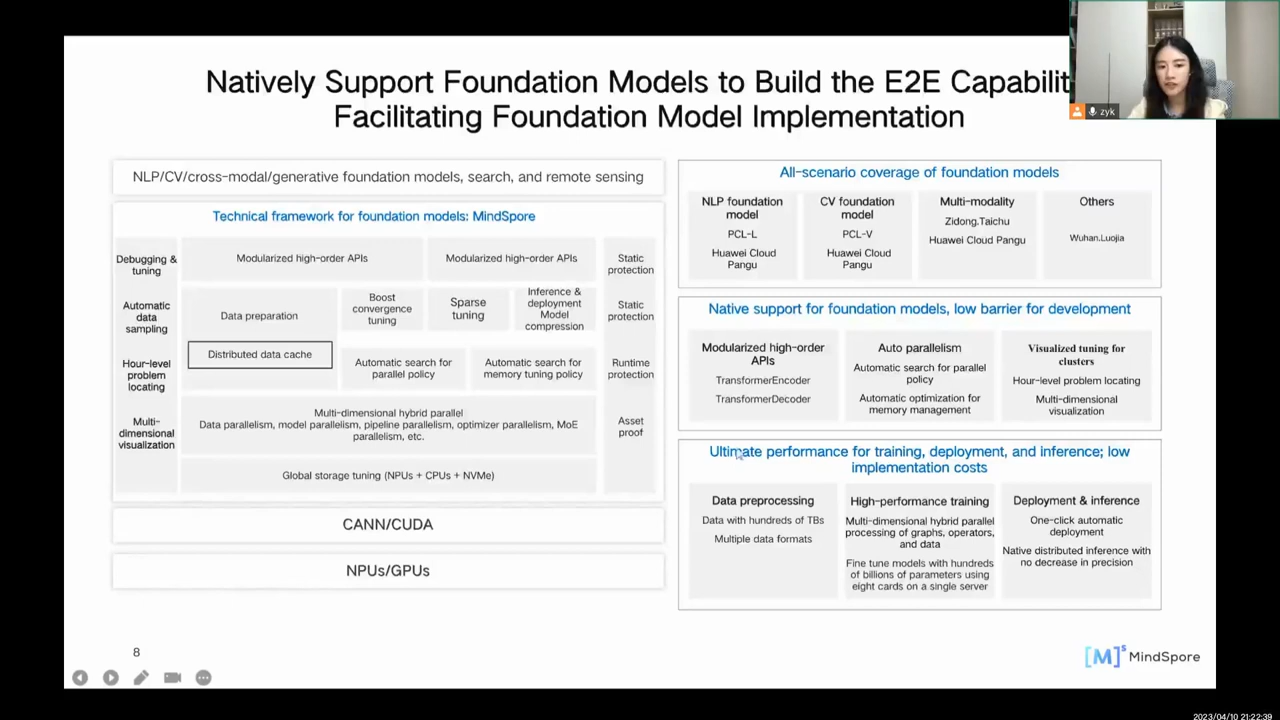 Natively Support Foundation Models to Build the E2E Capabilit
Facilitating Foundation Model Implementation
zyk
NLP/CV/cross-modal/generative foundation models, search, and remote sensing
Technical framework for foundation models: MindSpore
Debugging &
tuning
Automatic
data
sampling
Hour-level
problem
locating
Multi-
dimensional
visualization
Modularized high-order APIs
Modularized high-order APIs
Data preparation
Distributed data cache
Boost
convergence
tuning
Sparse
tuning
Inference &
deployment
Model
compression
Automatic search for
parallel policy
Automatic search for
memory tuning policy
Multi-dimensional hybrid parallel
Data parallelism, model parallelism, pipeline parallelism, optimizer parallelism, MoE
parallelism, etc.
Global storage tuning (NPUs + CPUs + NVMe)
Static
protection
Static
protection
Runtime
protection
Asset
proof
CANN/CUDA
NPUs/GPUs
All-scenario coverage of foundation models
NLP foundation
model
PCL-L
Huawei Cloud
Pangu
CV foundation
model
PCL-V
Huawei Cloud
Pangu
Multi-modality
Zidong.Taichu
Huawei Cloud Pangu
Others
Wuhan.Luojia
Native support for foundation models, low barrier for development
Modularized high-order
APIs
TransformerEncoder
TransformerDecoder
Auto parallelism
Automatic search for parallel
policy
Automatic optimization for
memory management
Visualized tuning for
clusters
Hour-level problem locating
Multi-dimensional
visualization
Ultimate performance for training, deployment, and inference; low
implementation costs
Data preprocessing
Data with hundreds of TBs
Multiple data formats
High-performance training
Multi-dimensional hybrid parallel
processing of graphs, operators,
and data
Fine tune models with hundreds
of billions of parameters using
eight cards on a single server
Deployment & inference
One-click automatic
deployment
Native distributed inference with
no decrease in precision
8
[M]s MindSpore
2023/04/10 21:22:39